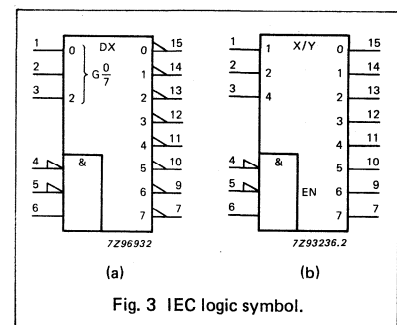 DX
1 0 0 15
2 G 0/7 1 14
3 2 2 13
3 12
4 11
4 & 5 10
5 6 9
6 7 7
7Z96932
(a)
X/Y
1 1 0 15
2 2 1 14
3 4 2 13
3 12
4 11
4 & 5 10
5 EN 6 9
6 7 7
7Z93236.2
(b)
Fig. 3 IEC logic symbol.